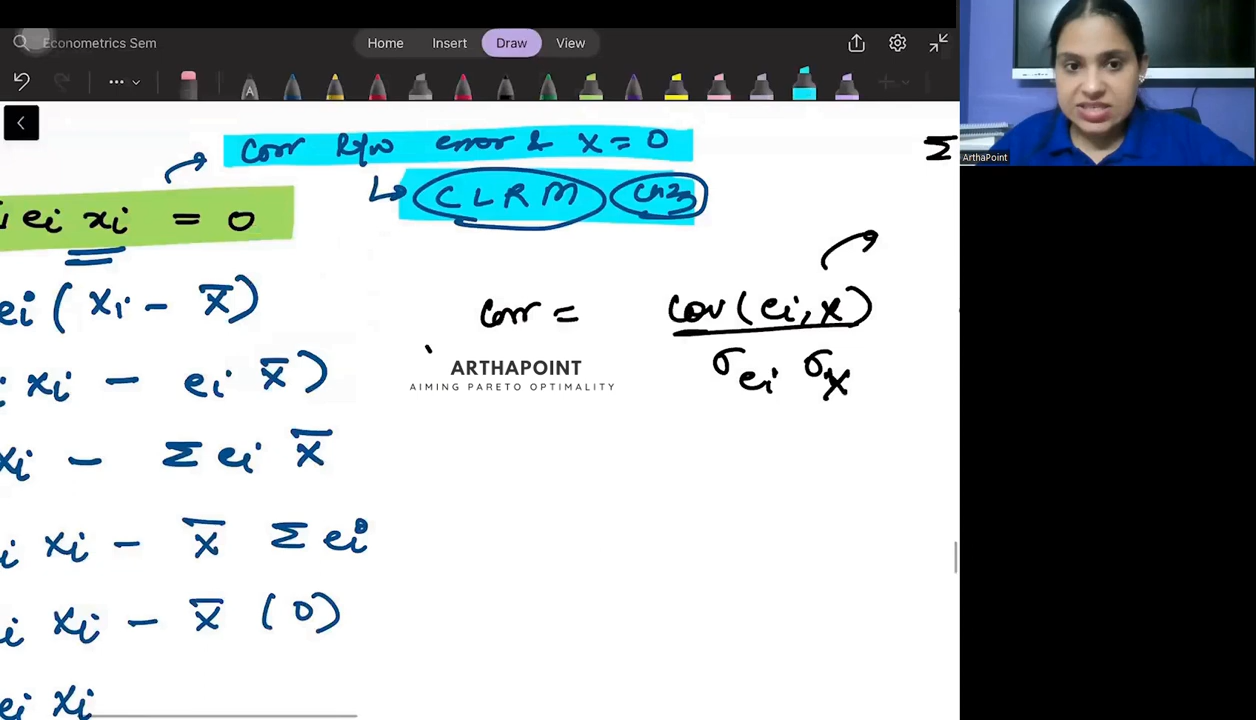 Econometrics Sem
Home Insert Draw View
A
Corr b/w error & x = 0
CLRM
ei xi = 0
Σ
ArthaPoint
ei ( Xi - X̅ )
Corr = cov ( ei, x ) / σei σx
ARTHAPOINT
AIMING PARETO OPTIMALITY
xi - ei X̅ )
xi - Σ ei X̅
i xi - X̅ Σ ei
i xi - X̅ (0)
ei xi